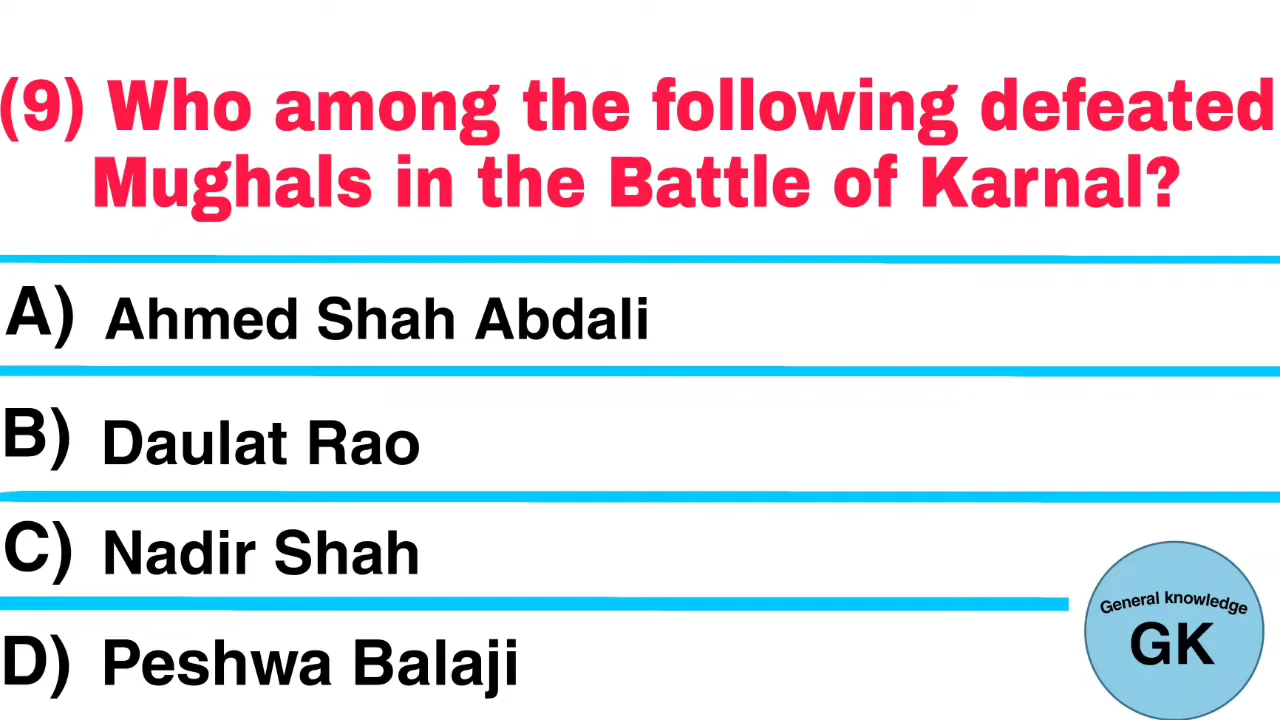 (9) Who among the following defeated
Mughals in the Battle of Karnal?
A) Ahmed Shah Abdali
B) Daulat Rao
C) Nadir Shah
D) Peshwa Balaji
General knowledge
GK